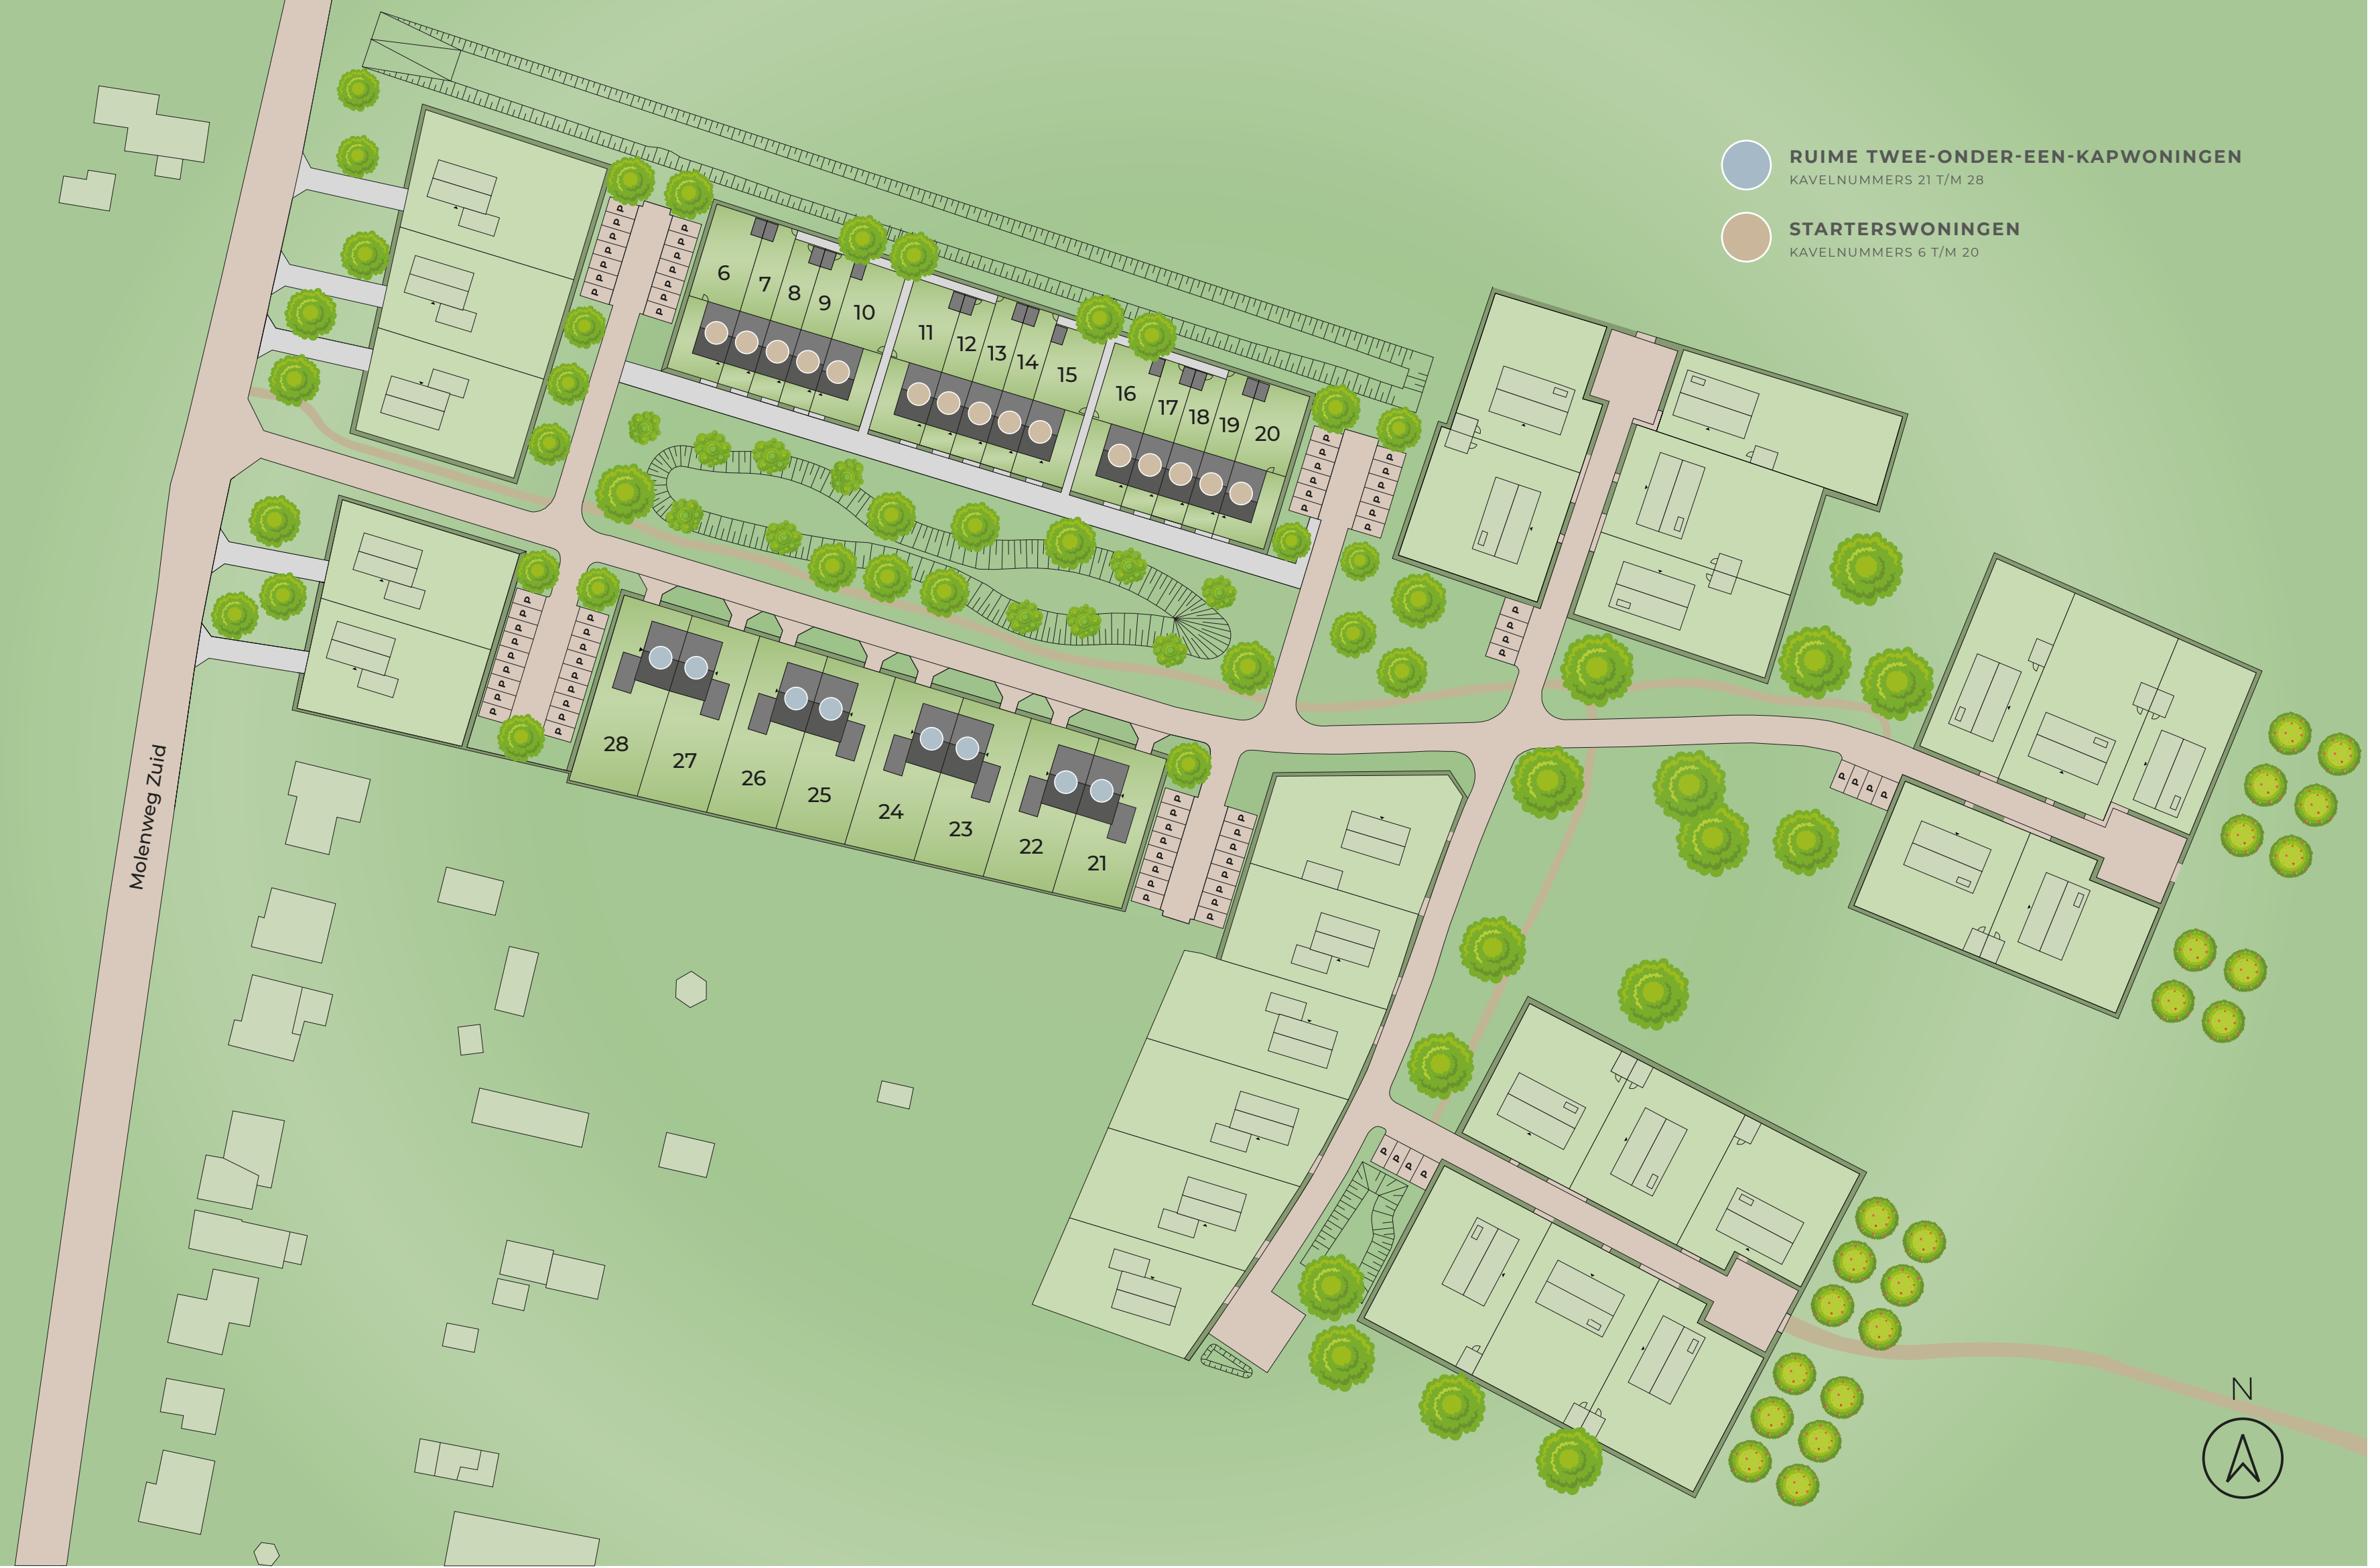 RUIME TWEE-ONDER-EEN-KAPWONINGEN
KAVELNUMMERS 21 T/M 28
STARTERSWONINGEN
KAVELNUMMERS 6 T/M 20
6
7
8
9
10
11
12
13
14
15
16
17
18
19
20
28
27
26
25
24
23
22
21
Molenweg Zuid
P P P P P P P
P P P P P P P
P P P P P P
P P P P P P
P P P P P P P P P
P P P P P P P P P
P P P P P P P P
P P P P P P P P
P P P P
P P P P
P P P P
N